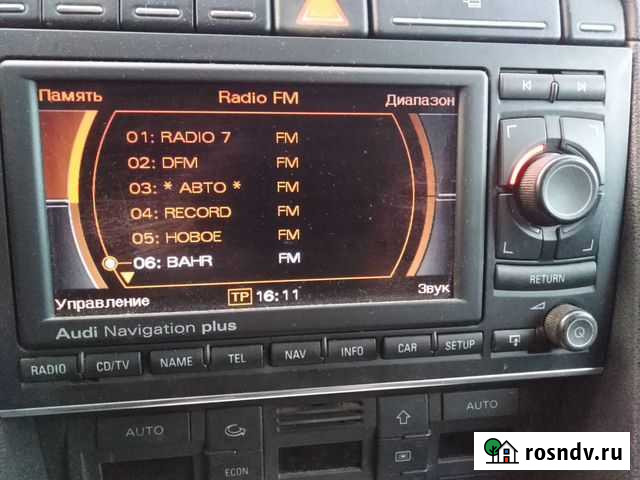 Память Radio FM Диапазон
01: RADIO 7 FM
02: DFM FM
03: * АВТО * FM
04: RECORD FM
05: НОВОЕ FM
06: BAHR FM
Управление TP 16:11 Звук
Audi Navigation plus
RETURN
RADIO CD/TV NAME TEL NAV INFO CAR SETUP
AUTO AUTO
ECON
rosndv.ru